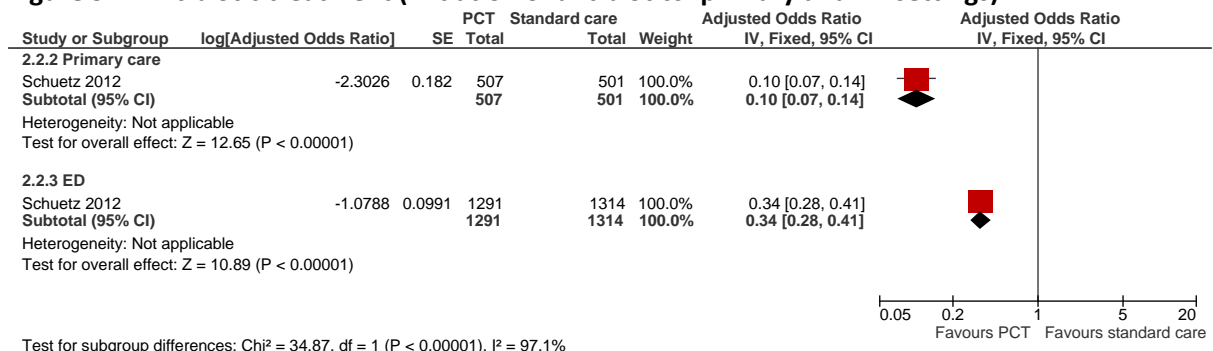 PCT Standard care Adjusted Odds Ratio Adjusted Odds Ratio
Study or Subgroup log[Adjusted Odds Ratio] SE Total Total Weight IV, Fixed, 95% CI IV, Fixed, 95% CI
2.2.2 Primary care
Schuetz 2012 -2.3026 0.182 507 501 100.0% 0.10 [0.07, 0.14]
Subtotal (95% CI) 507 501 100.0% 0.10 [0.07, 0.14]
Heterogeneity: Not applicable
Test for overall effect: Z = 12.65 (P < 0.00001)
2.2.3 ED
Schuetz 2012 -1.0788 0.0991 1291 1314 100.0% 0.34 [0.28, 0.41]
Subtotal (95% CI) 1291 1314 100.0% 0.34 [0.28, 0.41]
Heterogeneity: Not applicable
Test for overall effect: Z = 10.89 (P < 0.00001)
0.05 0.2 1 5 20
Favours PCT Favours standard care
Test for subgroup differences: Chi² = 34.87, df = 1 (P < 0.00001), I² = 97.1%